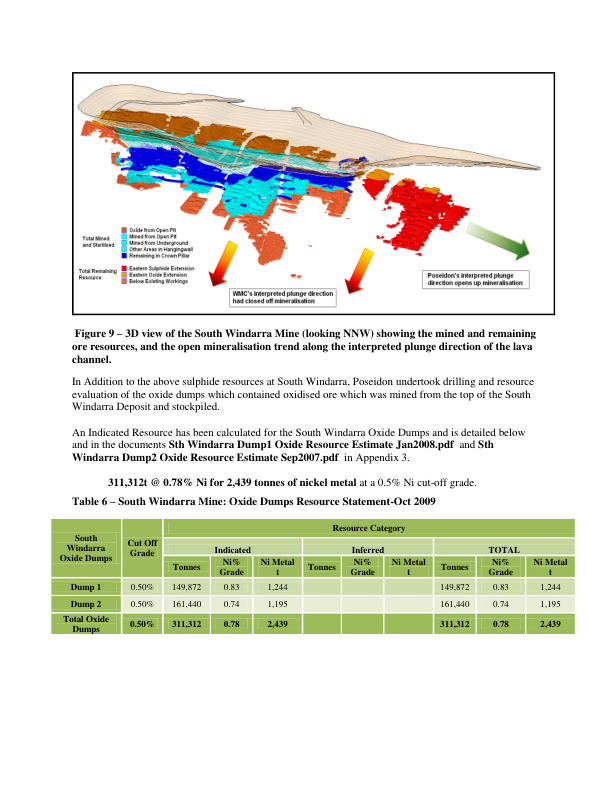 Oxide from Open Pit
Mined from Open Pit
Total Mined
and Sterilised
Mined from Underground
Other Areas in Hangingwall
Remaining in Crown Pillar
Total Remaining
Resource
Eastern Sulphide Extension
Eastern Oxide Extension
Below Existing Workings
WMC's interpreted plunge direction
had closed off mineralisation
Poseidon's interpreted plunge
direction opens up mineralisation
Figure 9 – 3D view of the South Windarra Mine (looking NNW) showing the mined and remaining
ore resources, and the open mineralisation trend along the interpreted plunge direction of the lava
channel.
In Addition to the above sulphide resources at South Windarra, Poseidon undertook drilling and resource
evaluation of the oxide dumps which contained oxidised ore which was mined from the top of the South
Windarra Deposit and stockpiled.
An Indicated Resource has been calculated for the South Windarra Oxide Dumps and is detailed below
and in the documents Sth Windarra Dump1 Oxide Resource Estimate Jan2008.pdf and Sth
Windarra Dump2 Oxide Resource Estimate Sep2007.pdf in Appendix 3.
311,312t @ 0.78% Ni for 2,439 tonnes of nickel metal at a 0.5% Ni cut-off grade.
Table 6 – South Windarra Mine: Oxide Dumps Resource Statement-Oct 2009
South
Windarra
Oxide Dumps
Cut Off
Grade
Resource Category
Indicated Inferred TOTAL
Tonnes Ni% Grade Ni Metal t Tonnes Ni% Grade Ni Metal t Tonnes Ni% Grade Ni Metal t
Dump 1 0.50% 149,872 0.83 1,244 149,872 0.83 1,244
Dump 2 0.50% 161,440 0.74 1,195 161,440 0.74 1,195
Total Oxide Dumps 0.50% 311,312 0.78 2,439 311,312 0.78 2,439